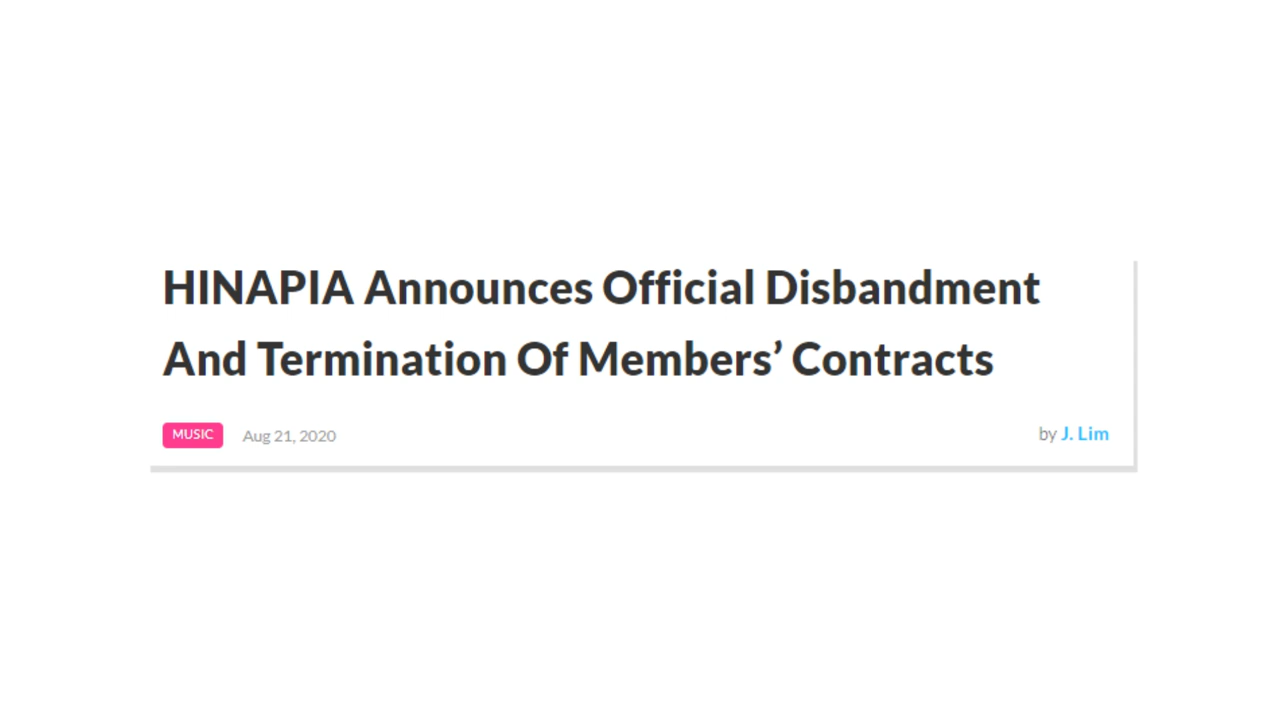 HINAPIA Announces Official Disbandment
And Termination Of Members’ Contracts
MUSIC Aug 21, 2020 by J. Lim